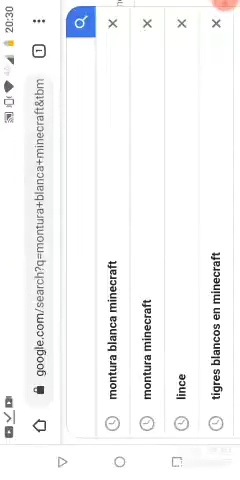 20:30
1
google.com/search?q=montura+blanca+minecraft&tbm
montura blanca minecraft
montura minecraft
lince
tigres blancos en minecraft